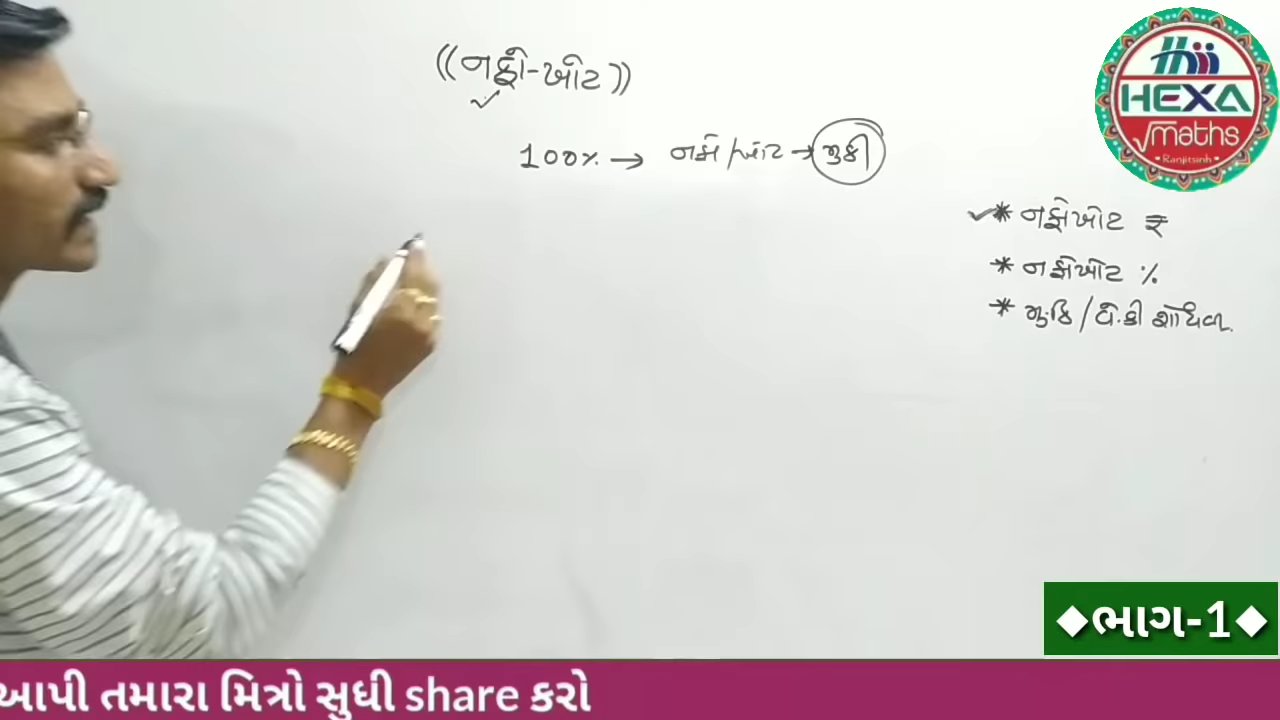 ((નફો-ખોટ))
100% → નફો/ખોટ → મુકી
* નફોખોટ ₹
* નફોખોટ %
* મુ.કિં/વે.કિં શોધવા.
HEXA
√maths
• Ranjitsinh •
◆ભાગ-1◆
આપી તમારા મિત્રો સુધી share કરો